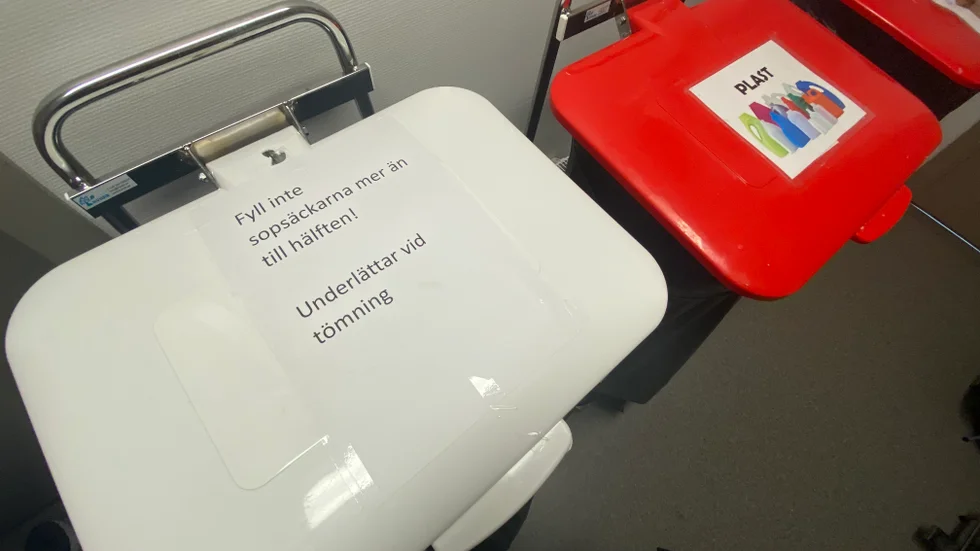 Fyll inte
sopsäckarna mer än
till hälften!
Underlättar vid
tömning
PLAST